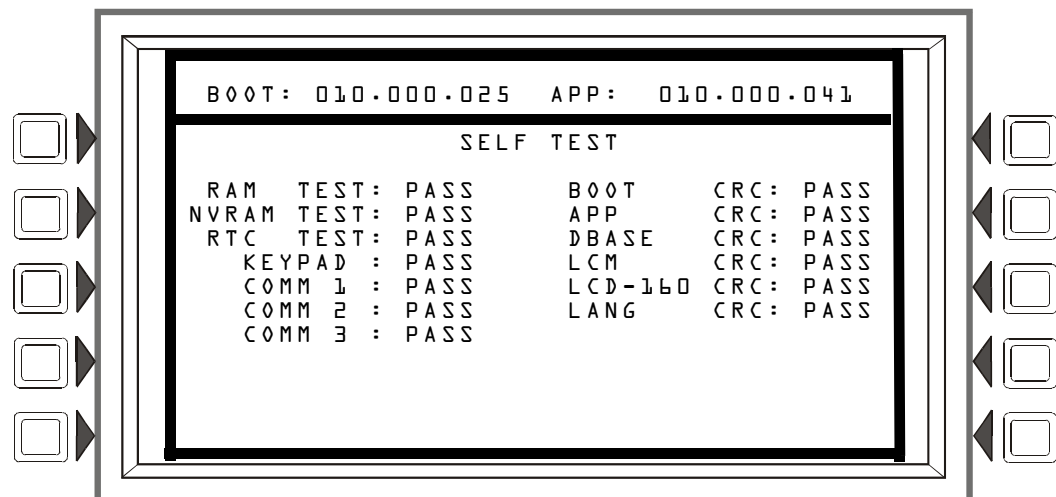 BOOT: 010.000.025 APP: 010.000.041
SELF TEST
RAM TEST: PASS BOOT CRC: PASS
NVRAM TEST: PASS APP CRC: PASS
RTC TEST: PASS DBASE CRC: PASS
KEYPAD : PASS LCM CRC: PASS
COMM 1 : PASS LCD-160 CRC: PASS
COMM 2 : PASS LANG CRC: PASS
COMM 3 : PASS